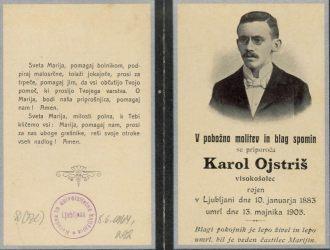 Sveta Marija, pomagaj bolnikom, pod-
piraj malosrčne, tolaži jokajoče, prosi za
trpeče, pomagaj jim, da vsi občutijo Tvojo
pomoč, ki prosijo Tvojega varstva. O
Marija, bodi naša priprošnjica, pomagaj
nam! Amen.
Sveta Marija, milosti polna, k Tebi
kličemo vsi: Marija, pomagaj nam, prosi
za nas uboge grešnike, reši svoje otroke
vseh nadlog! Amen.
Ljubljana
V pobožno molitev in blag spomin
se priporoča
Karol Ojstriš
visokošolec
rojen
v Ljubljani dne 10. januarja 1883
umrl dne 13. majnika 1905.
Blagi pokojnik je lepo živel in lepo
umrl, bil je veden častilec Marijin.